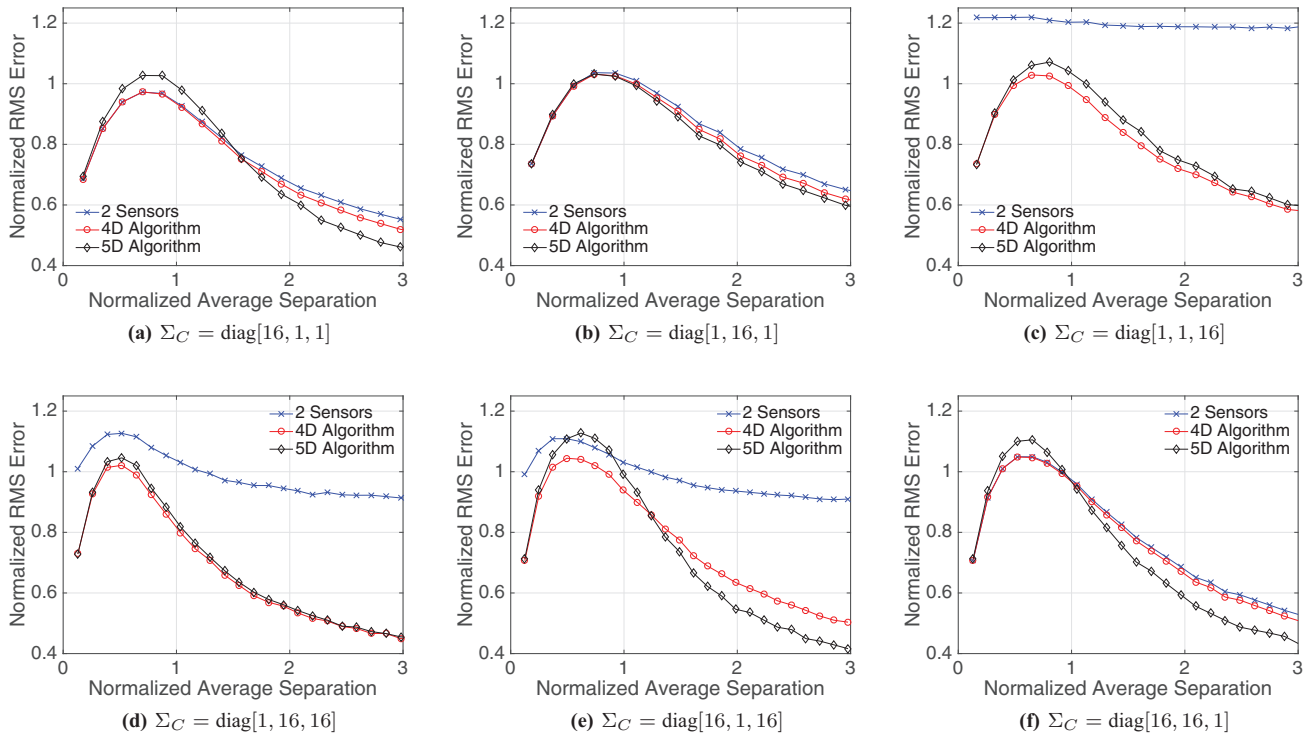 1.2
1
0.8
0.6
0.4
Normalized RMS Error
2 Sensors
4D Algorithm
5D Algorithm
0 1 2 3
Normalized Average Separation
(a) Σ_C = diag[16, 1, 1]
1.2
1
0.8
0.6
0.4
Normalized RMS Error
2 Sensors
4D Algorithm
5D Algorithm
0 1 2 3
Normalized Average Separation
(b) Σ_C = diag[1, 16, 1]
1.2
1
0.8
0.6
0.4
Normalized RMS Error
2 Sensors
4D Algorithm
5D Algorithm
0 1 2 3
Normalized Average Separation
(c) Σ_C = diag[1, 1, 16]
1.2
1
0.8
0.6
0.4
Normalized RMS Error
2 Sensors
4D Algorithm
5D Algorithm
0 1 2 3
Normalized Average Separation
(d) Σ_C = diag[1, 16, 16]
1.2
1
0.8
0.6
0.4
Normalized RMS Error
2 Sensors
4D Algorithm
5D Algorithm
0 1 2 3
Normalized Average Separation
(e) Σ_C = diag[16, 1, 16]
1.2
1
0.8
0.6
0.4
Normalized RMS Error
2 Sensors
4D Algorithm
5D Algorithm
0 1 2 3
Normalized Average Separation
(f) Σ_C = diag[16, 16, 1]